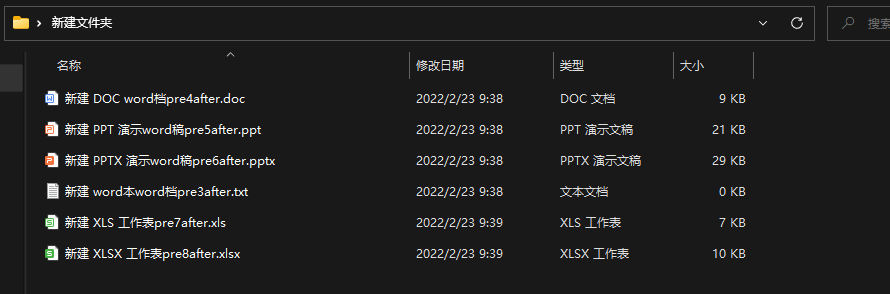 新建文件夹
搜索
名称 修改日期 类型 大小
新建 DOC word档pre4after.doc 2022/2/23 9:38 DOC 文档 9 KB
新建 PPT 演示word稿pre5after.ppt 2022/2/23 9:38 PPT 演示文稿 21 KB
新建 PPTX 演示word稿pre6after.pptx 2022/2/23 9:38 PPTX 演示文稿 29 KB
新建 word本word档pre3after.txt 2022/2/23 9:38 文本文档 0 KB
新建 XLS 工作表pre7after.xls 2022/2/23 9:39 XLS 工作表 7 KB
新建 XLSX 工作表pre8after.xlsx 2022/2/23 9:39 XLSX 工作表 10 KB